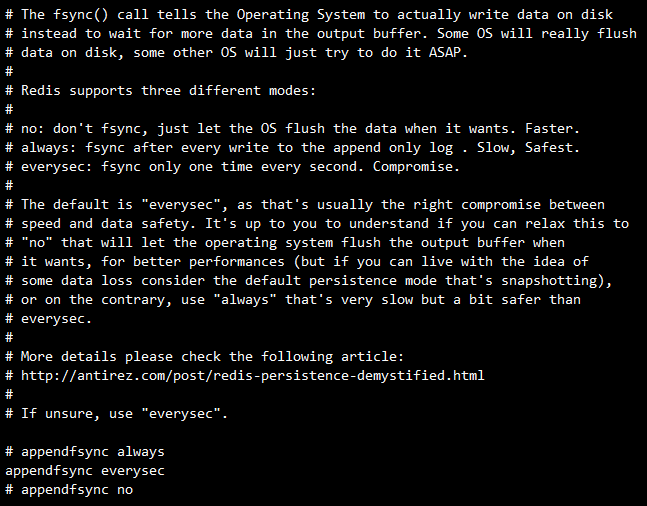 # The fsync() call tells the Operating System to actually write data on disk
# instead to wait for more data in the output buffer. Some OS will really flush
# data on disk, some other OS will just try to do it ASAP.
#
# Redis supports three different modes:
#
# no: don't fsync, just let the OS flush the data when it wants. Faster.
# always: fsync after every write to the append only log . Slow, Safest.
# everysec: fsync only one time every second. Compromise.
#
# The default is "everysec", as that's usually the right compromise between
# speed and data safety. It's up to you to understand if you can relax this to
# "no" that will let the operating system flush the output buffer when
# it wants, for better performances (but if you can live with the idea of
# some data loss consider the default persistence mode that's snapshotting),
# or on the contrary, use "always" that's very slow but a bit safer than
# everysec.
#
# More details please check the following article:
# http://antirez.com/post/redis-persistence-demystified.html
#
# If unsure, use "everysec".

# appendfsync always
appendfsync everysec
# appendfsync no